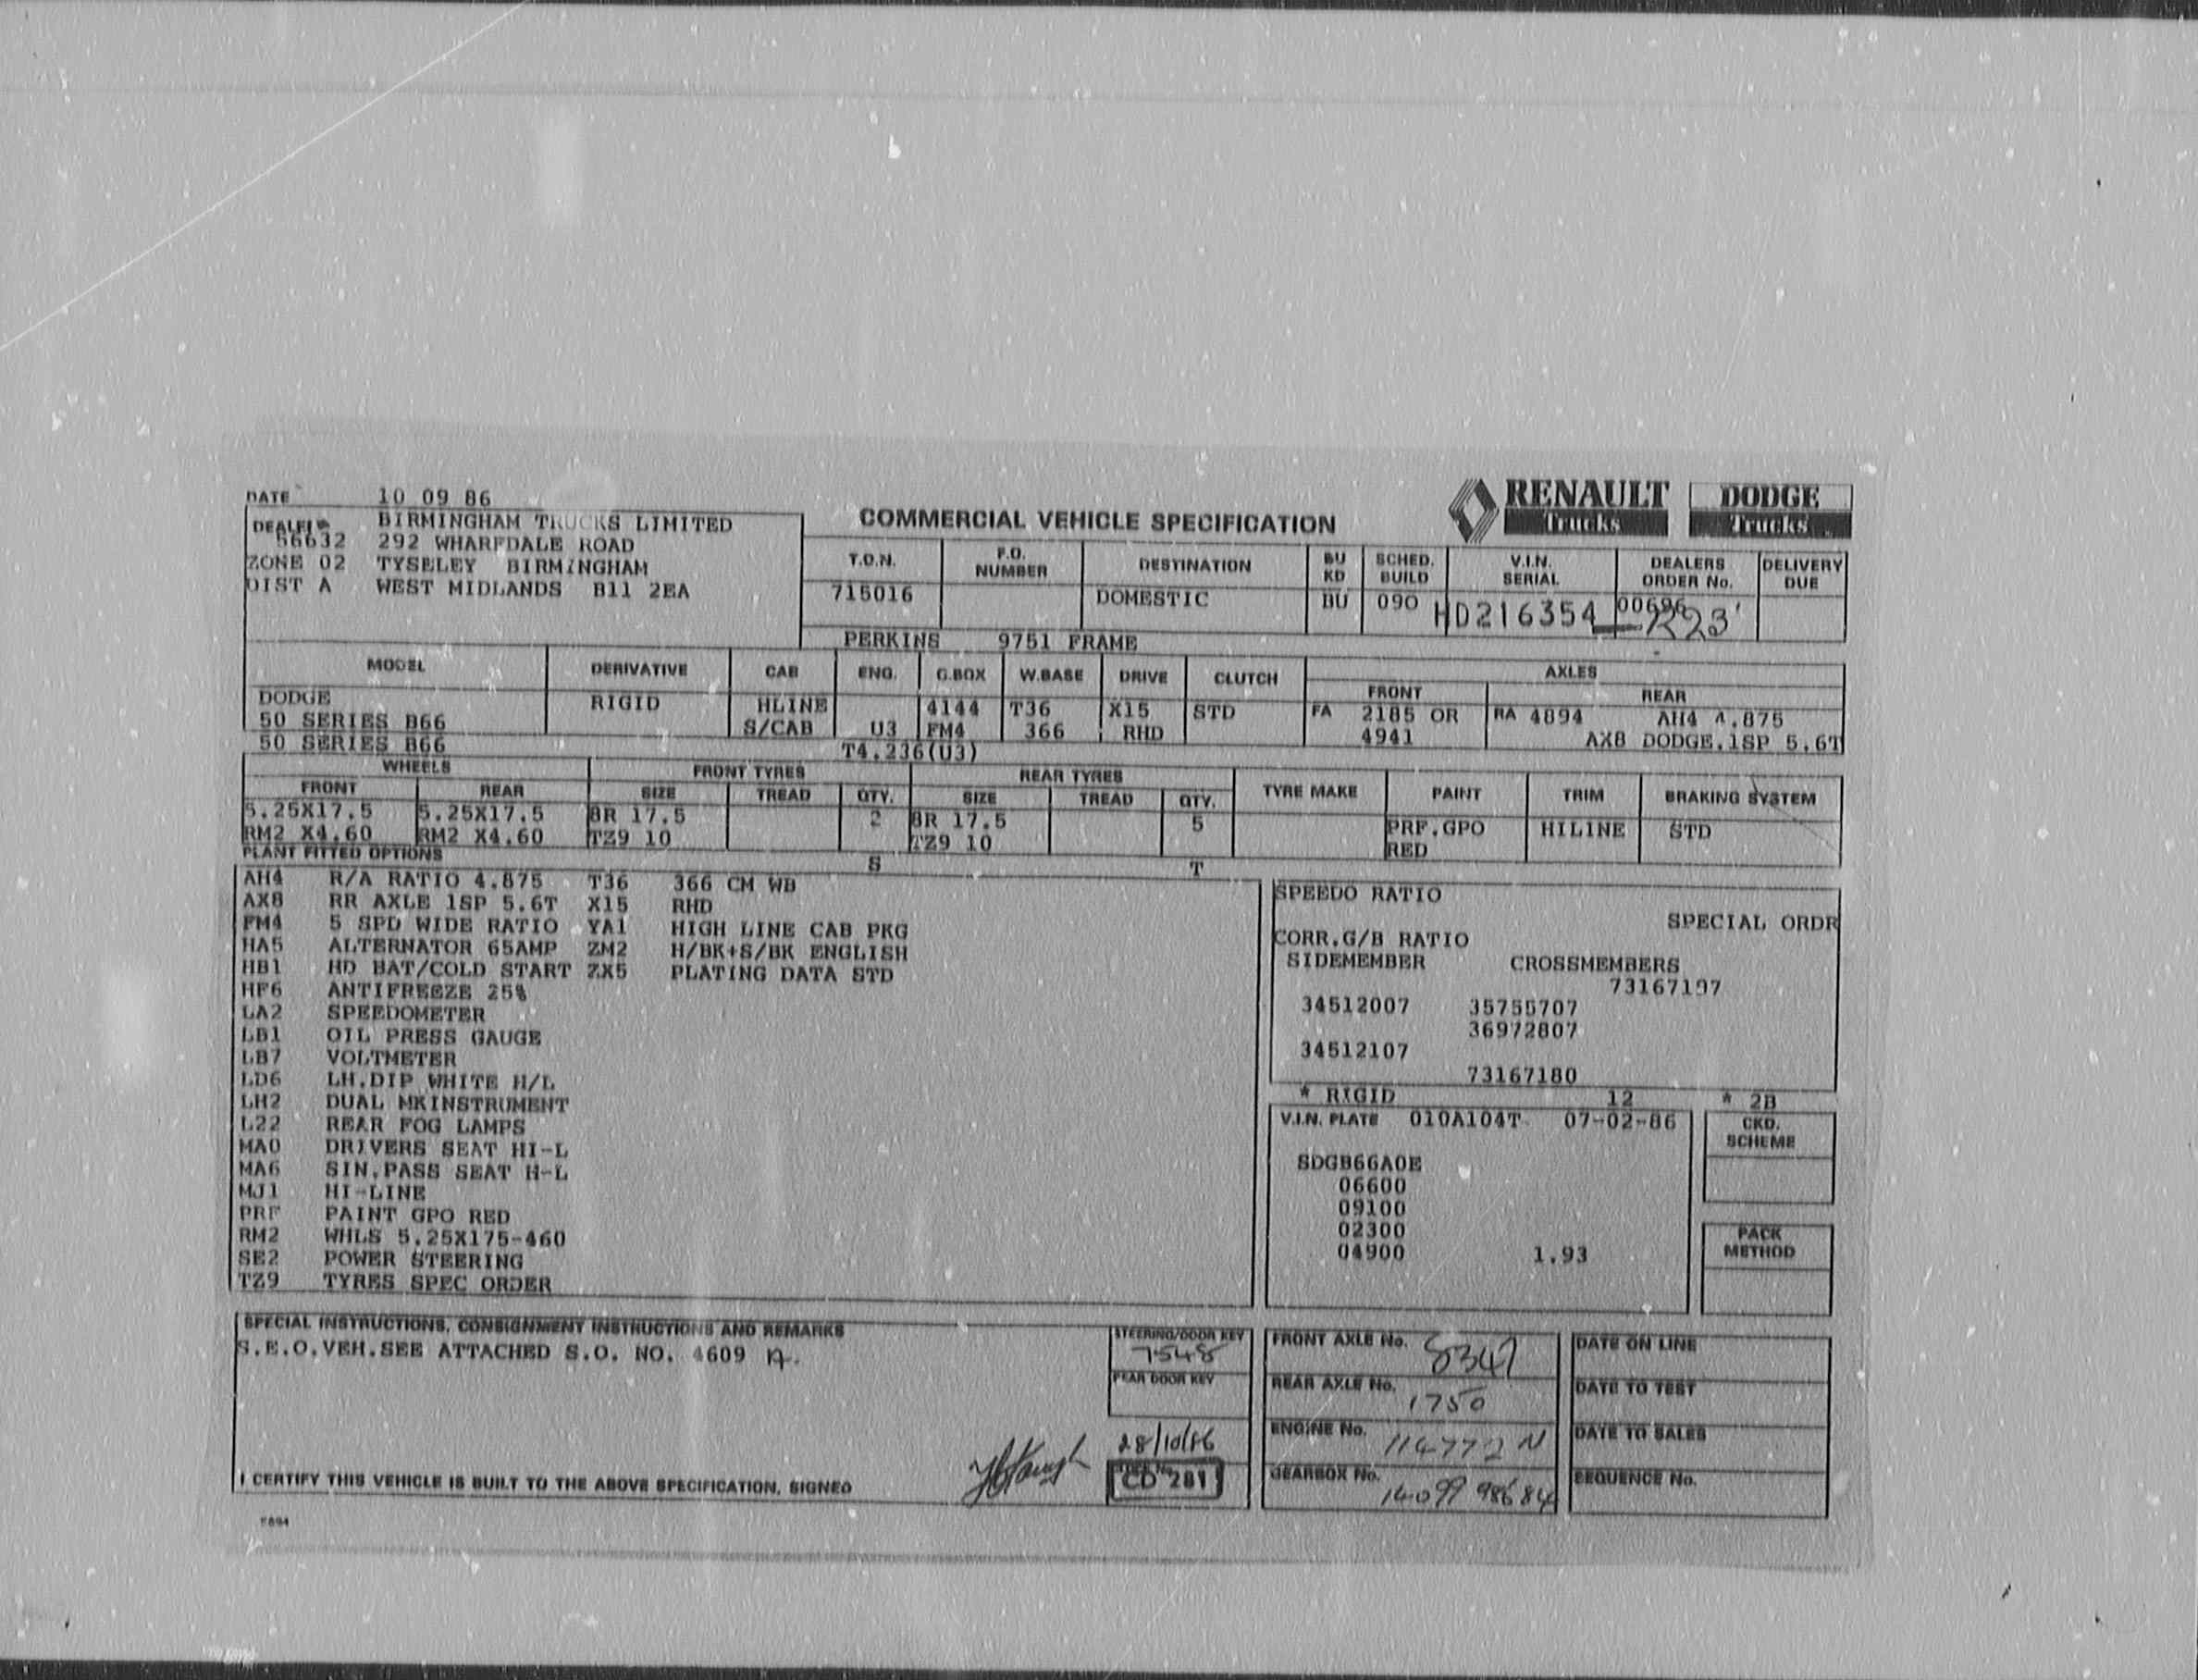 DATE 10 09 86
RENAULT Trucks DODGE Trucks
COMMERCIAL VEHICLE SPECIFICATION
DEALER BIRMINGHAM TRUCKS LIMITED
56632 292 WHARFDALE ROAD
ZONE 02 TYSELEY BIRMINGHAM
DIST A WEST MIDLANDS B11 2EA
T.O.N. P.O. NUMBER DESTINATION BU KD SCHED. BUILD V.I.N. SERIAL DEALERS ORDER No. DELIVERY DUE
715016 DOMESTIC BU 090 HD216354 00696
PERKINS 9751 FRAME
MODEL DERIVATIVE CAB ENG. G.BOX W.BASE DRIVE CLUTCH AXLES
FRONT REAR
DODGE RIGID HLINE 4144 T36 X15 STD FA 2185 OR RA 4894 AH4 4.875
50 SERIES B66 S/CAB U3 FM4 366 RHD 4941 AX8 DODGE.1SP 5.6T
50 SERIES B66 T4.236(U3)
WHEELS FRONT TYRES REAR TYRES TYRE MAKE PAINT TRIM BRAKING SYSTEM
FRONT REAR SIZE TREAD QTY. SIZE TREAD QTY.
5.25X17.5 5.25X17.5 8R 17.5 2 8R 17.5 5 PRF.GPO HILINE STD
RM2 X4.60 RM2 X4.60 TZ9 10 TZ9 10 RED
PLANT FITTED OPTIONS S T
AH4 R/A RATIO 4.875 T36 366 CM WB
AX8 RR AXLE 1SP 5.6T X15 RHD
FM4 5 SPD WIDE RATIO YA1 HIGH LINE CAB PKG
HA5 ALTERNATOR 65AMP ZM2 H/BK+S/BK ENGLISH
HB1 HD BAT/COLD START ZX5 PLATING DATA STD
HF6 ANTIFREEZE 25%
LA2 SPEEDOMETER
LB1 OIL PRESS GAUGE
LB7 VOLTMETER
LD6 LH.DIP WHITE H/L
LH2 DUAL MKINSTRUMENT
L22 REAR FOG LAMPS
MA0 DRIVERS SEAT HI-L
MA6 SIN.PASS SEAT H-L
MJ1 HI-LINE
PRF PAINT GPO RED
RM2 WHLS 5.25X175-460
SE2 POWER STEERING
TZ9 TYRES SPEC ORDER
SPEEDO RATIO
SPECIAL ORDR
CORR.G/B RATIO
SIDEMEMBER CROSSMEMBERS
73167197
34512007 35755707
36972807
34512107
73167180
* RIGID 12 * 2B
V.I.N. PLATE 010A104T 07-02-86
SDGB66A0E
06600
09100
02300
04900 1.93
CKD. SCHEME
PACK METHOD
SPECIAL INSTRUCTIONS, CONSIGNMENT INSTRUCTIONS AND REMARKS
S.E.O.VEH.SEE ATTACHED S.O. NO. 4609 A.
STEERING/DOOR KEY
7548
REAR DOOR KEY
28/10/86
CD 281
I CERTIFY THIS VEHICLE IS BUILT TO THE ABOVE SPECIFICATION. SIGNED
FRONT AXLE No. 8347
REAR AXLE No. 1750
ENGINE No. 114772 N
GEARBOX No. 14099 98684
DATE ON LINE
DATE TO TEST
DATE TO SALES
SEQUENCE No.